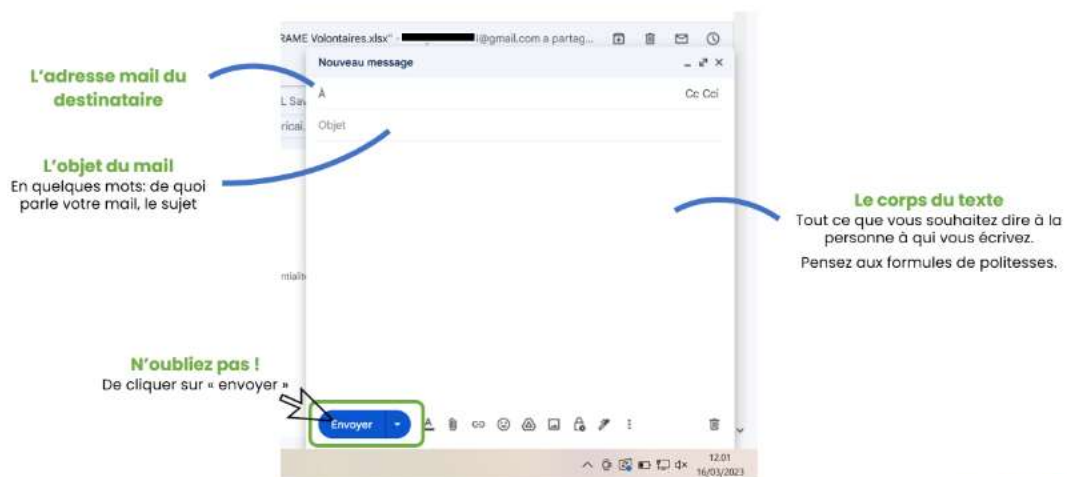 RAME Volontaires.xlsx" - i@gmail.com a partag...
Nouveau message
À
Cc Cci
Objet
L'adresse mail du
destinataire
L Sav
ricai.
L'objet du mail
En quelques mots: de quoi
parle votre mail, le sujet
Le corps du texte
Tout ce que vous souhaitez dire à la
personne à qui vous écrivez.
Pensez aux formules de politesses.
ntialité
N'oubliez pas !
De cliquer sur « envoyer »
Envoyer
12:01
16/03/2023